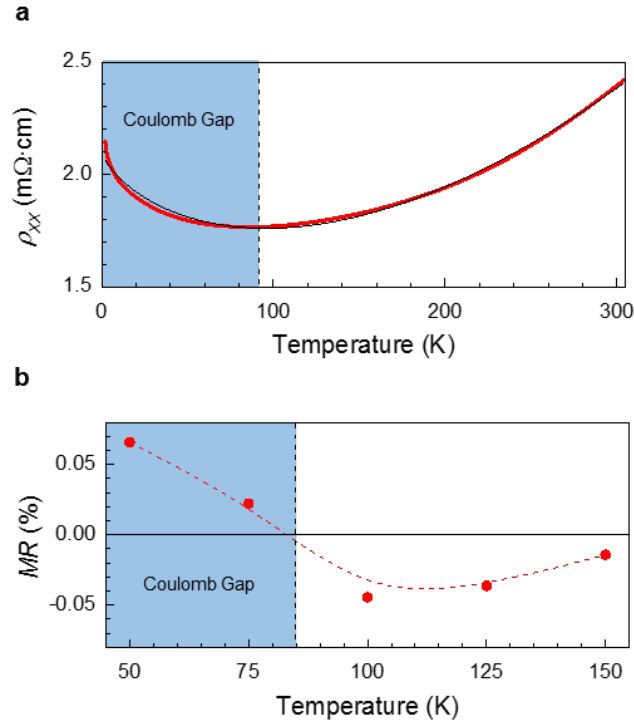 a
2.5
2.0
1.5
ρxx (mΩ·cm)
Coulomb Gap
0 100 200 300
Temperature (K)
b
0.05
0.00
-0.05
MR (%)
Coulomb Gap
50 75 100 125 150
Temperature (K)